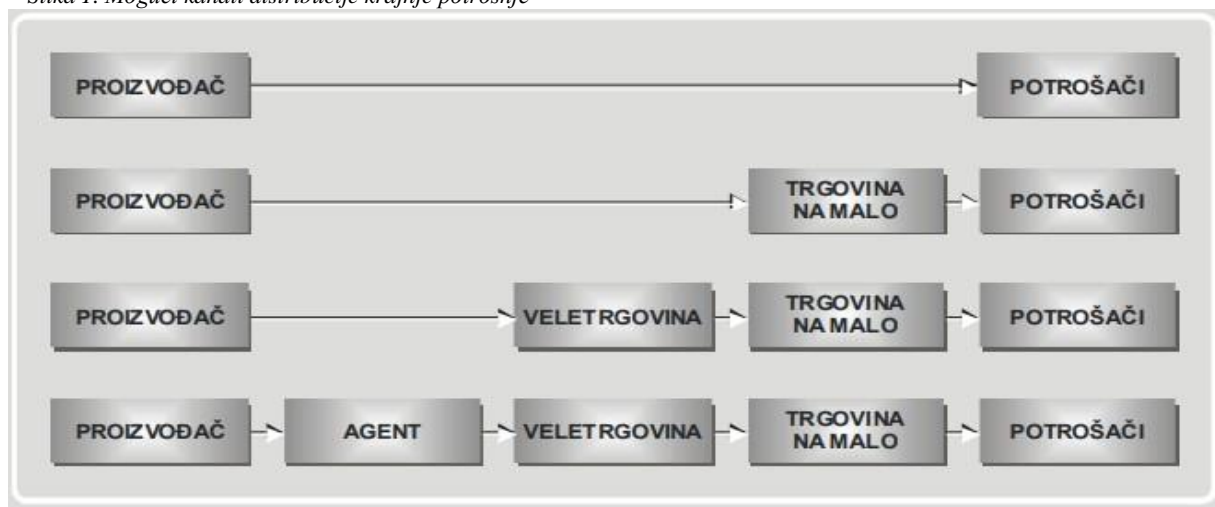 Slika 1: Mogući kanali distribucije krajnje potrošnje
PROIZVOĐAČ POTROŠAČI
PROIZVOĐAČ TRGOVINA NA MALO POTROŠAČI
PROIZVOĐAČ VELETRGOVINA TRGOVINA NA MALO POTROŠAČI
PROIZVOĐAČ AGENT VELETRGOVINA TRGOVINA NA MALO POTROŠAČI